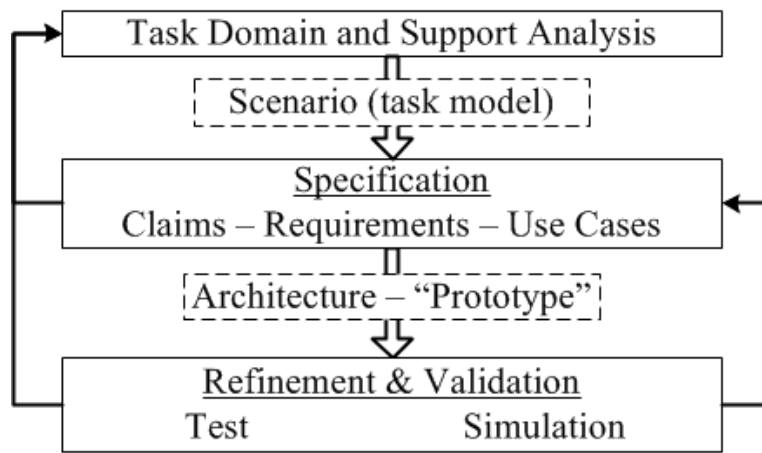 Task Domain and Support Analysis
Scenario (task model)
Specification
Claims – Requirements – Use Cases
Architecture – “Prototype”
Refinement & Validation
Test Simulation